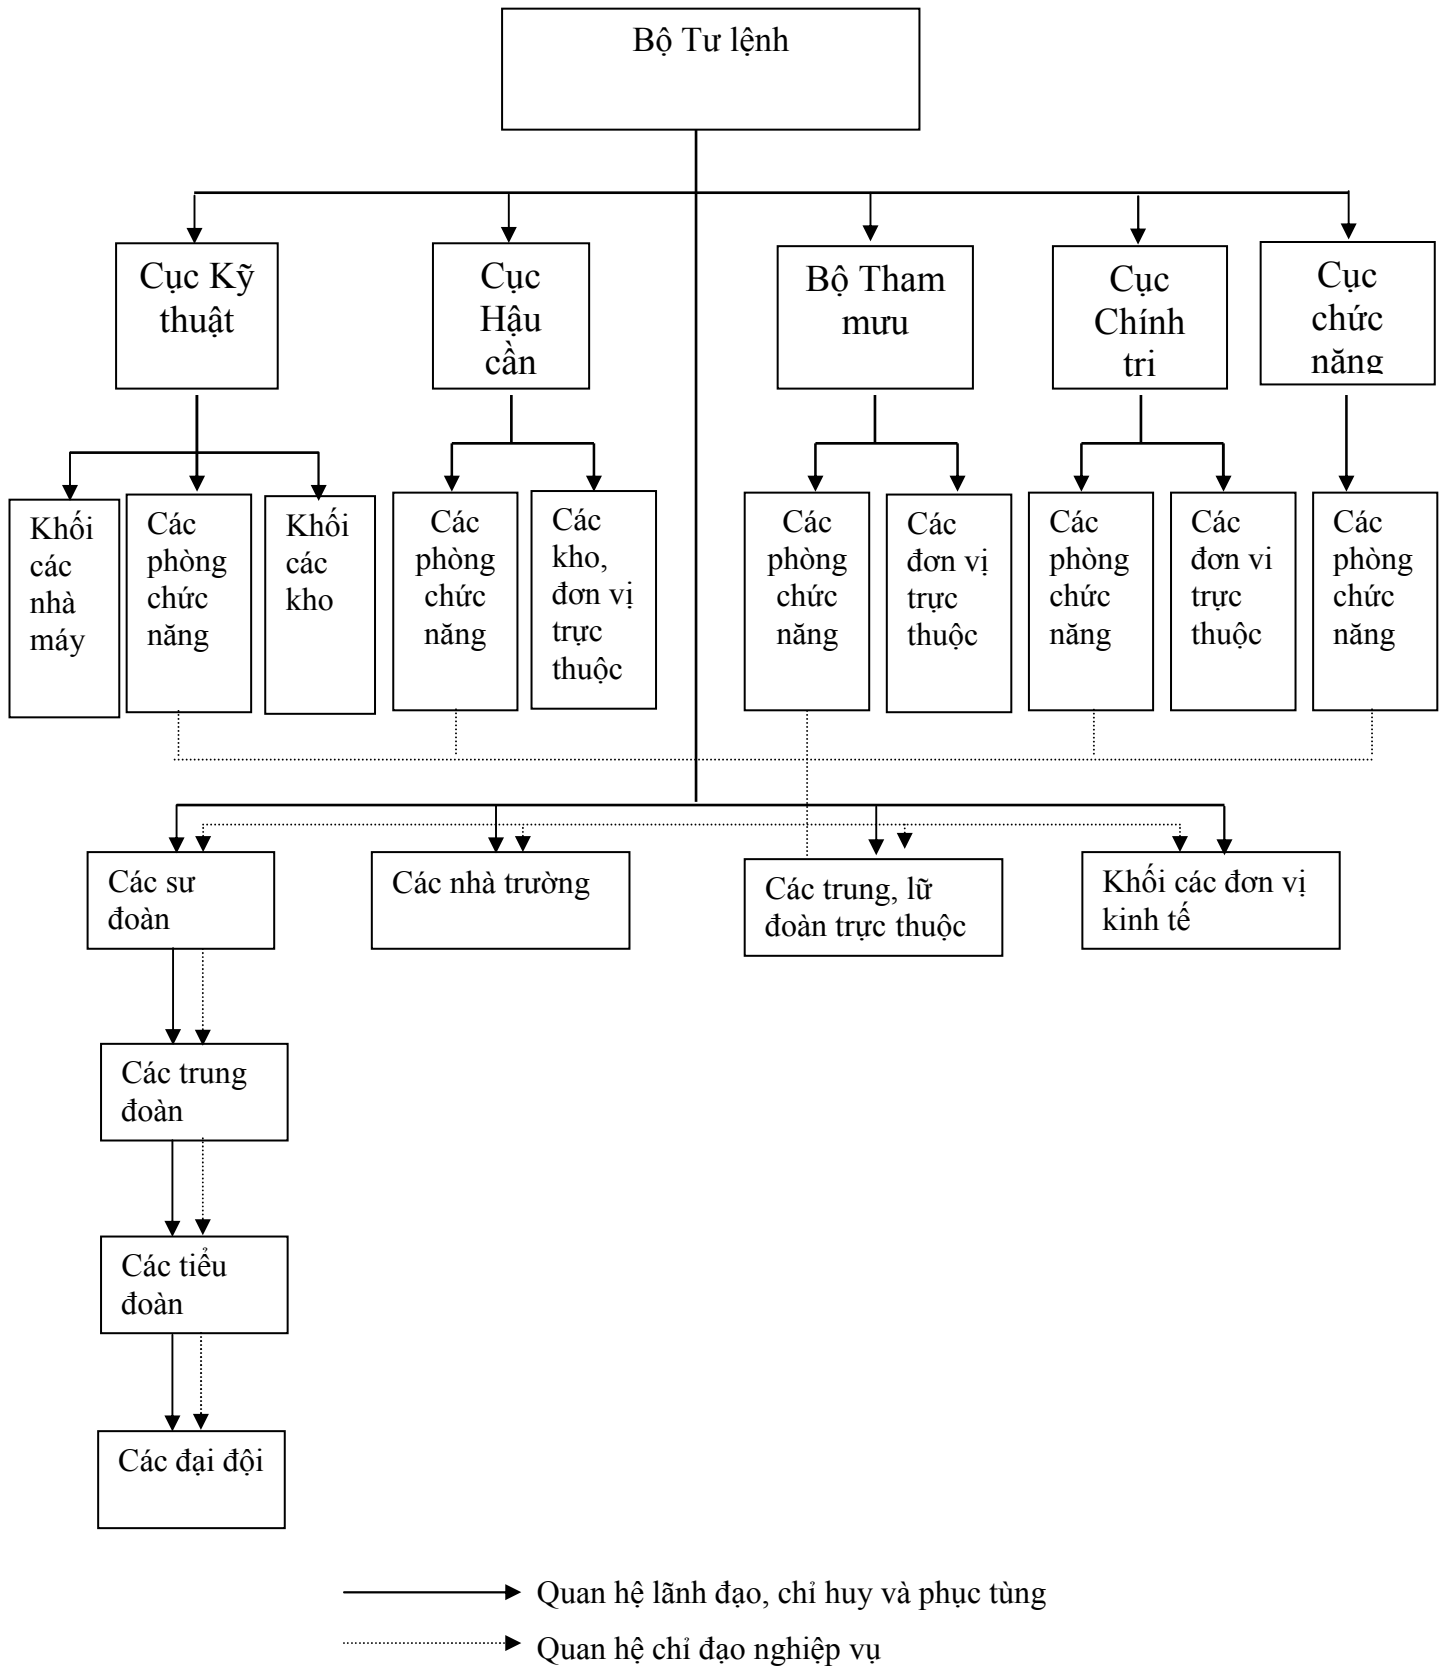 Bộ Tư lệnh
Cục Kỹ
thuật
Cục
Hậu
cần
Bộ Tham
mưu
Cục
Chính
tri
Cục
chức
năng
Khối
các
nhà
máy
Các
phòng
chức
năng
Khối
các
kho
Các
phòng
chức
năng
Các
kho,
đơn vị
trực
thuộc
Các
phòng
chức
năng
Các
đơn vị
trực
thuộc
Các
phòng
chức
năng
Các
đơn vi
trực
thuộc
Các
phòng
chức
năng
Các sư
đoàn
Các nhà trường
Các trung, lữ
đoàn trực thuộc
Khối các đơn vị
kinh tế
Các trung
đoàn
Các tiểu
đoàn
Các đại đội
Quan hệ lãnh đạo, chỉ huy và phục tùng
Quan hệ chỉ đạo nghiệp vụ